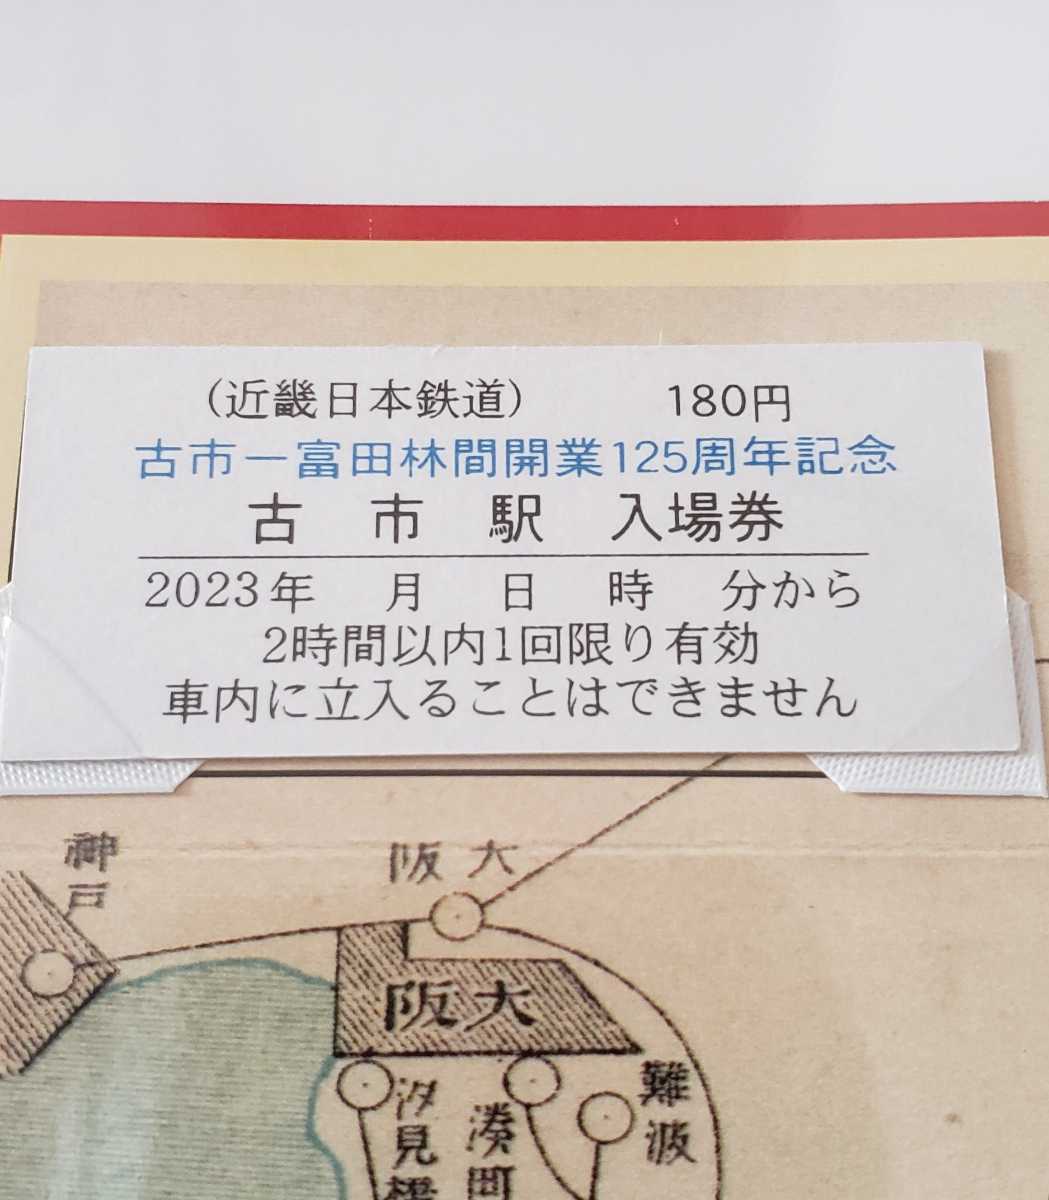 (近畿日本鉄道) 180円
古市－富田林間開業125周年記念
古市駅 入場券
2023年 月 日 時 分から
2時間以内1回限り有効
車内に立入ることはできません
神戸
阪大
阪大
汐見橋
湊町
難波